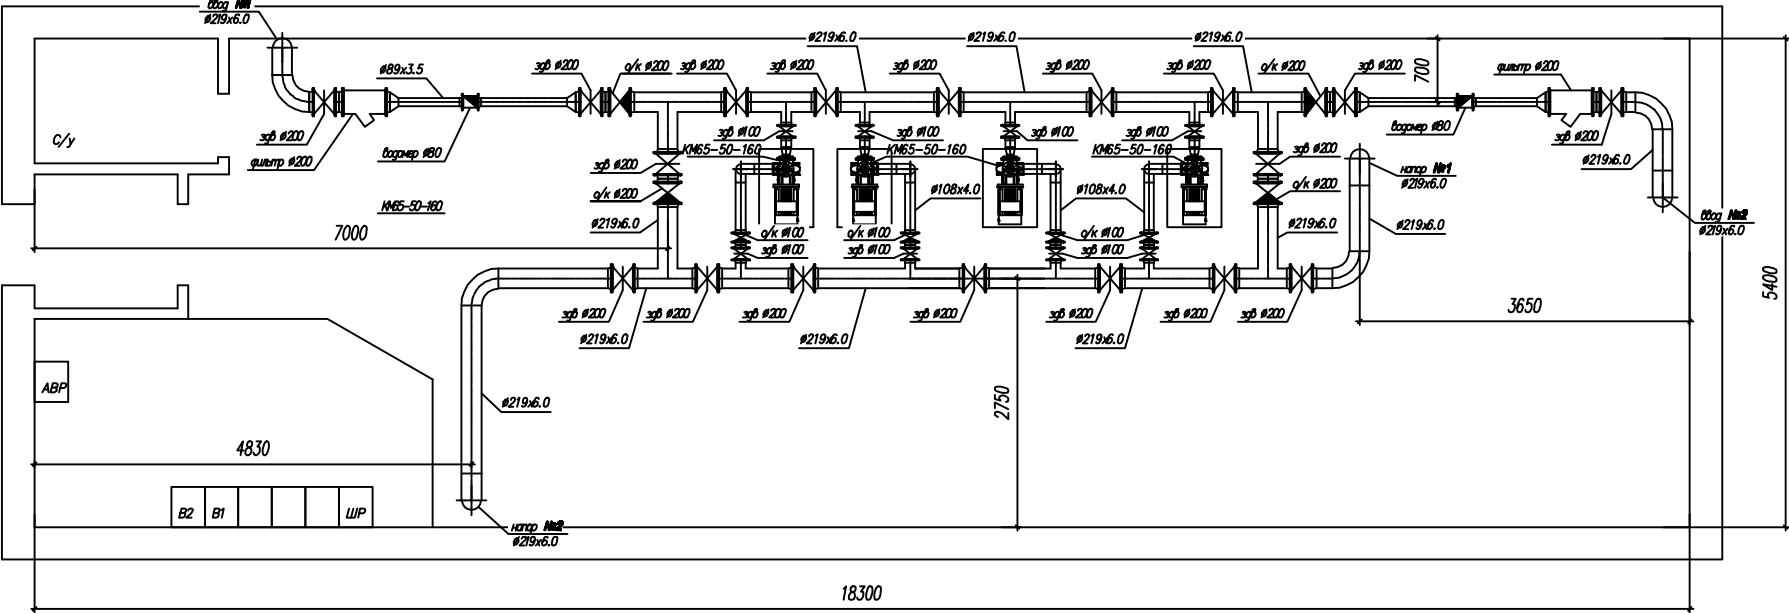 ввод №1
ø219x6.0
ø219x6.0
ø219x6.0
ø219x6.0
ø89x3.5
здв ø200
о/к ø200
здв ø200
здв ø200
здв ø200
здв ø200
здв ø200
о/к ø200
здв ø200
700
фильтр ø200
С/У
здв ø200
фильтр ø200
водомер ø80
здв ø100
здв ø100
здв ø100
здв ø100
водомер ø80
здв ø200
ø219x6.0
КМ65-50-160
КМ65-50-160
КМ65-50-160
здв ø200
здв ø200
напор №1
ø219x6.0
о/к ø200
о/к ø200
КМ65-50-160
ø108x4.0
ø108x4.0
ø219x6.0
ø219x6.0
ø219x6.0
ввод №2
ø219x6.0
7000
о/к ø100
здв ø100
о/к ø100
здв ø100
о/к ø100
здв ø100
5400
3650
здв ø200
здв ø200
здв ø200
здв ø200
здв ø200
здв ø200
здв ø200
ø219x6.0
ø219x6.0
ø219x6.0
АВР
ø219x6.0
2750
4830
В2
В1
ШР
напор №2
ø219x6.0
18300